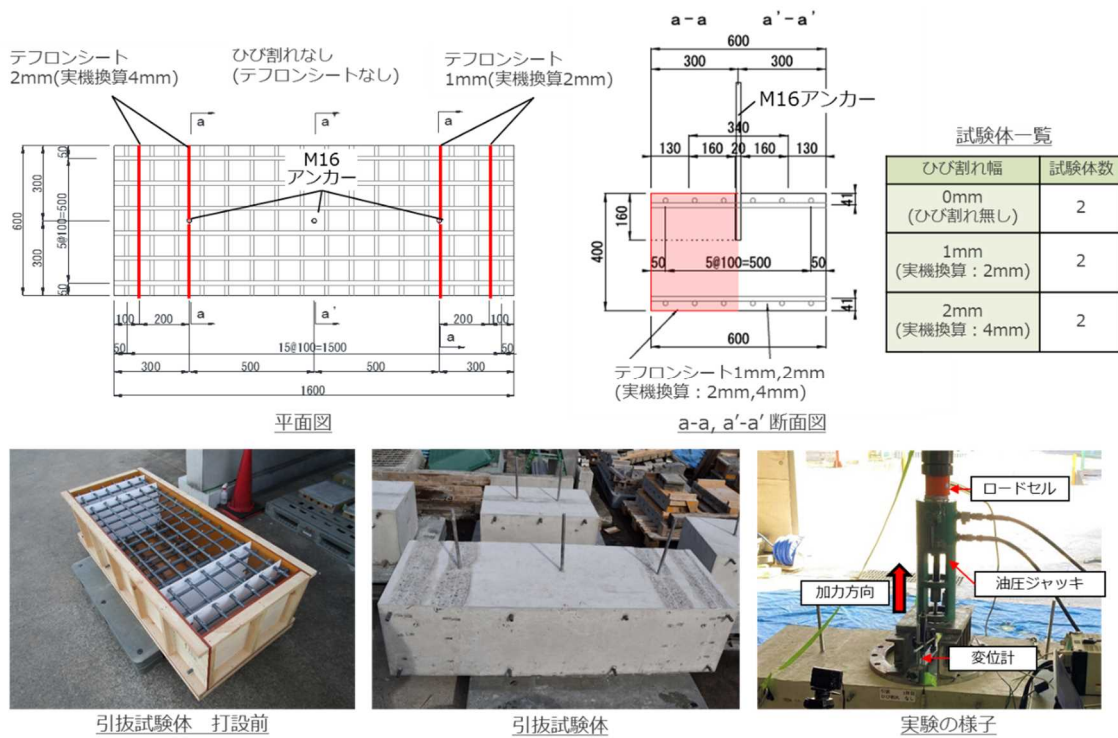 テフロンシート
2mm(実機換算4mm)
ひび割れなし
(テフロンシートなし)
テフロンシート
1mm(実機換算2mm)
a
a'
a
M16
アンカー
50
300
600
5@100=500
300
50
a
a'
a
100
200
200
100
50
15@100=1500
50
300
500
500
300
1600
平面図
a-a
a'-a'
600
300
300
M16アンカー
340
130
160
20
160
130
160
41
400
50
5@100=500
50
41
600
テフロンシート1mm,2mm
(実機換算：2mm,4mm)
a-a, a’-a’ 断面図
試験体一覧
ひび割れ幅
試験体数
0mm
(ひび割れ無し)
2
1mm
(実機換算：2mm)
2
2mm
(実機換算：4mm)
2
ロードセル
油圧ジャッキ
加力方向
変位計
引抜試験体　打設前
引抜試験体
実験の様子